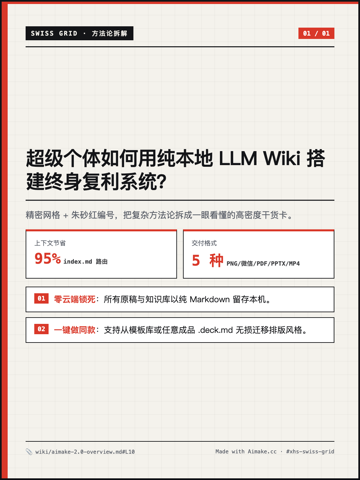 SWISS GRID · 方法论拆解
01 / 01
超级个体如何用纯本地 LLM Wiki 搭
建终身复利系统？
精密网格 + 朱砂红编号，把复杂方法论拆成一眼看懂的高密度干货卡。
上下文节省
95% index.md 路由
交付格式
5 种 PNG/微信/PDF/PPTX/MP4
01 零云端锁死：所有原稿与知识库以纯 Markdown 留存本机。
02 一键做同款：支持从模板库或任意成品 .deck.md 无损迁移排版风格。
wiki/aimake-2.0-overview.md#L10
Made with Aimake.cc · #xhs-swiss-grid